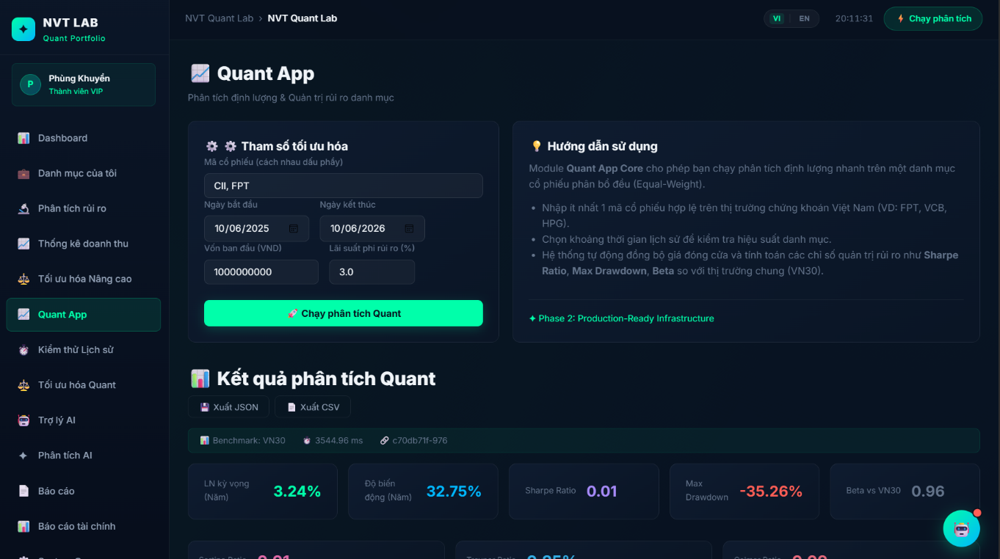 NVT LAB
Quant Portfolio
P
Phùng Khuyến
Thành viên VIP
Dashboard
Danh mục của tôi
Phân tích rủi ro
Thống kê doanh thu
Tối ưu hóa Nâng cao
Quant App
Kiểm thử Lịch sử
Tối ưu hóa Quant
Trợ lý AI
Phân tích AI
Báo cáo
Báo cáo tài chính
NVT Quant Lab › NVT Quant Lab
VI | EN
20:11:31
Chạy phân tích
Quant App
Phân tích định lượng & Quản trị rủi ro danh mục
Tham số tối ưu hóa
Mã cổ phiếu (cách nhau dấu phẩy)
CII, FPT
Ngày bắt đầu
Ngày kết thúc
10/06/2025
10/06/2026
Vốn ban đầu (VND)
Lãi suất phi rủi ro (%)
1000000000
3.0
Chạy phân tích Quant
Hướng dẫn sử dụng
Module Quant App Core cho phép bạn chạy phân tích định lượng nhanh trên một danh mục
cổ phiếu phân bổ đều (Equal-Weight).
• Nhập ít nhất 1 mã cổ phiếu hợp lệ trên thị trường chứng khoán Việt Nam (VD: FPT, VCB,
HPG).
• Chọn khoảng thời gian lịch sử để kiểm tra hiệu suất danh mục.
• Hệ thống tự động đồng bộ giá đóng cửa và tính toán các chỉ số quản trị rủi ro như Sharpe
Ratio, Max Drawdown, Beta so với thị trường chung (VN30).
✦ Phase 2: Production-Ready Infrastructure
Kết quả phân tích Quant
Xuất JSON
Xuất CSV
Benchmark: VN30
3544.96 ms
c70db71f-976
LN kỳ vọng
(Năm)
3.24%
Độ biến
động (Năm)
32.75%
Sharpe Ratio
0.01
Max
Drawdown
-35.26%
Beta vs VN30
0.96